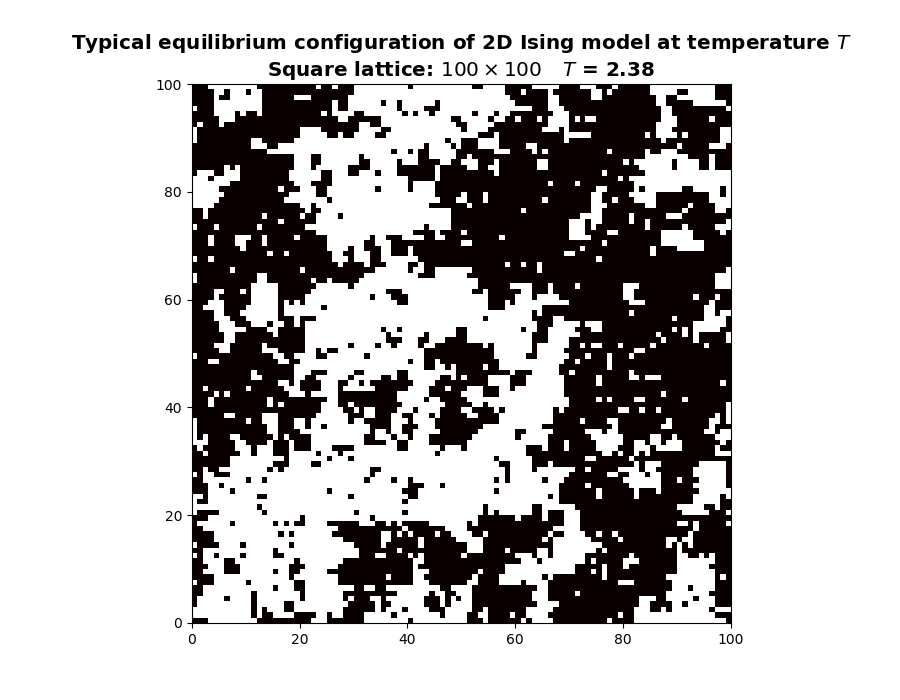 Typical equilibrium configuration of 2D Ising model at temperature T
Square lattice: 100 × 100 T = 2.38
100
80
60
40
20
0
0 20 40 60 80 100